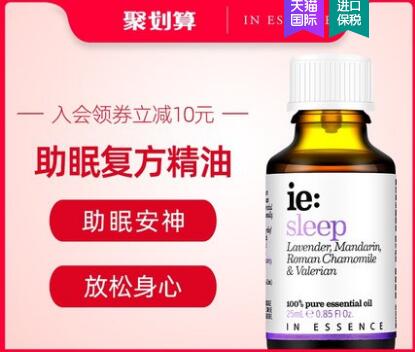 聚划算
IN ESSENCE
天猫国际
进口保税
入会领券立减10元
助眠复方精油
助眠安神
放松身心
ie:
sleep
Lavender, Mandarin,
Roman Chamomile
& Valerian
100% pure essential oil
25mL ℮ 0.85 Fl Oz.
IN ESSENCE